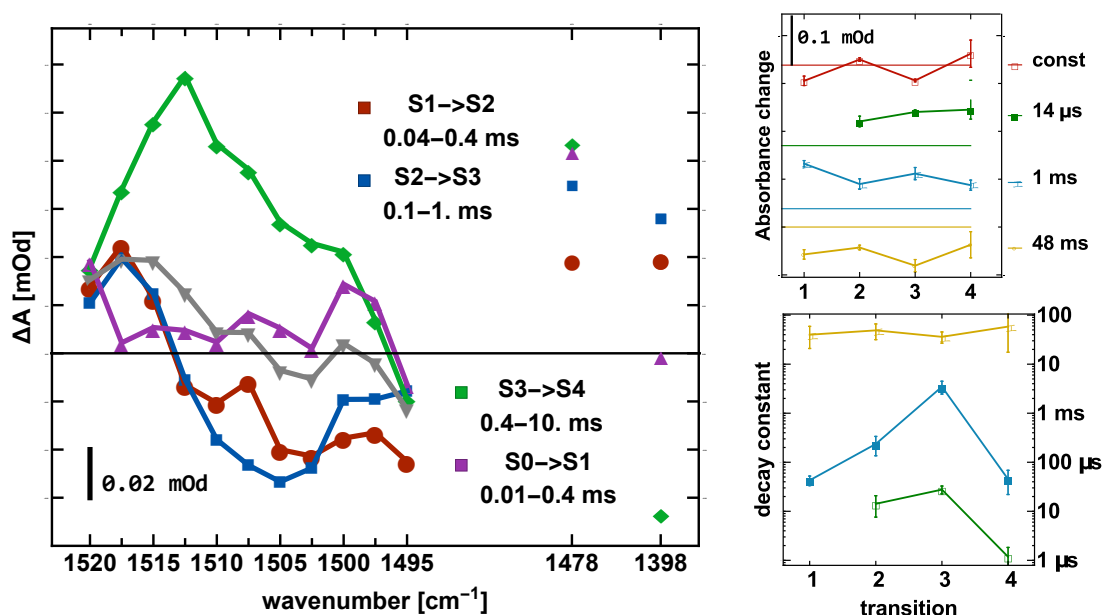 ΔA [mOd]
S1->S2
0.04–0.4 ms
S2->S3
0.1–1. ms
S3->S4
0.4–10. ms
S0->S1
0.01–0.4 ms
0.02 mOd
1520 1515 1510 1505 1500 1495 1478 1398
wavenumber [cm⁻¹]
Absorbance change
0.1 mOd
const
14 µs
1 ms
48 ms
1 2 3 4
decay constant
100
10
1 ms
100 µs
10
1 µs
1 2 3 4
transition